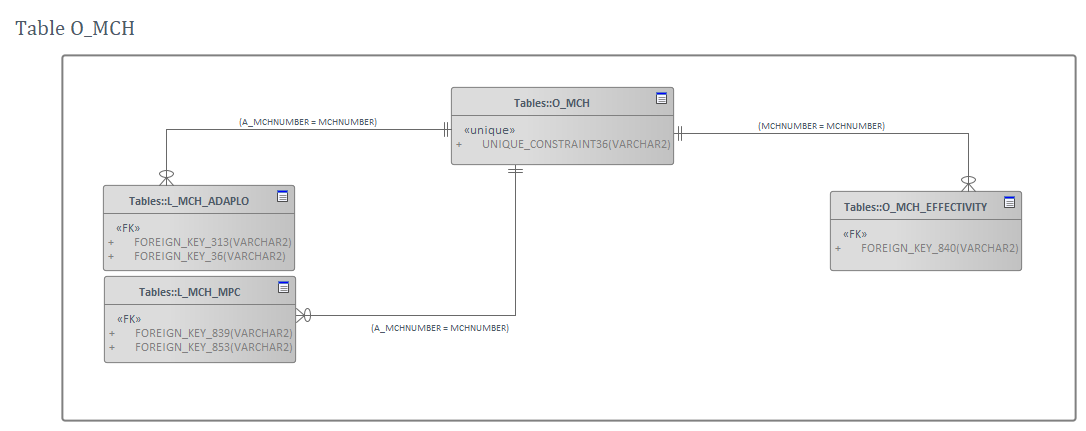 Table O_MCH
Tables::O_MCH
«unique»
+ UNIQUE_CONSTRAINT36(VARCHAR2)
(A_MCHNUMBER = MCHNUMBER)
(MCHNUMBER = MCHNUMBER)
Tables::L_MCH_ADAPLO
«FK»
+ FOREIGN_KEY_313(VARCHAR2)
+ FOREIGN_KEY_36(VARCHAR2)
Tables::O_MCH_EFFECTIVITY
«FK»
+ FOREIGN_KEY_840(VARCHAR2)
Tables::L_MCH_MPC
«FK»
+ FOREIGN_KEY_839(VARCHAR2)
+ FOREIGN_KEY_853(VARCHAR2)
(A_MCHNUMBER = MCHNUMBER)